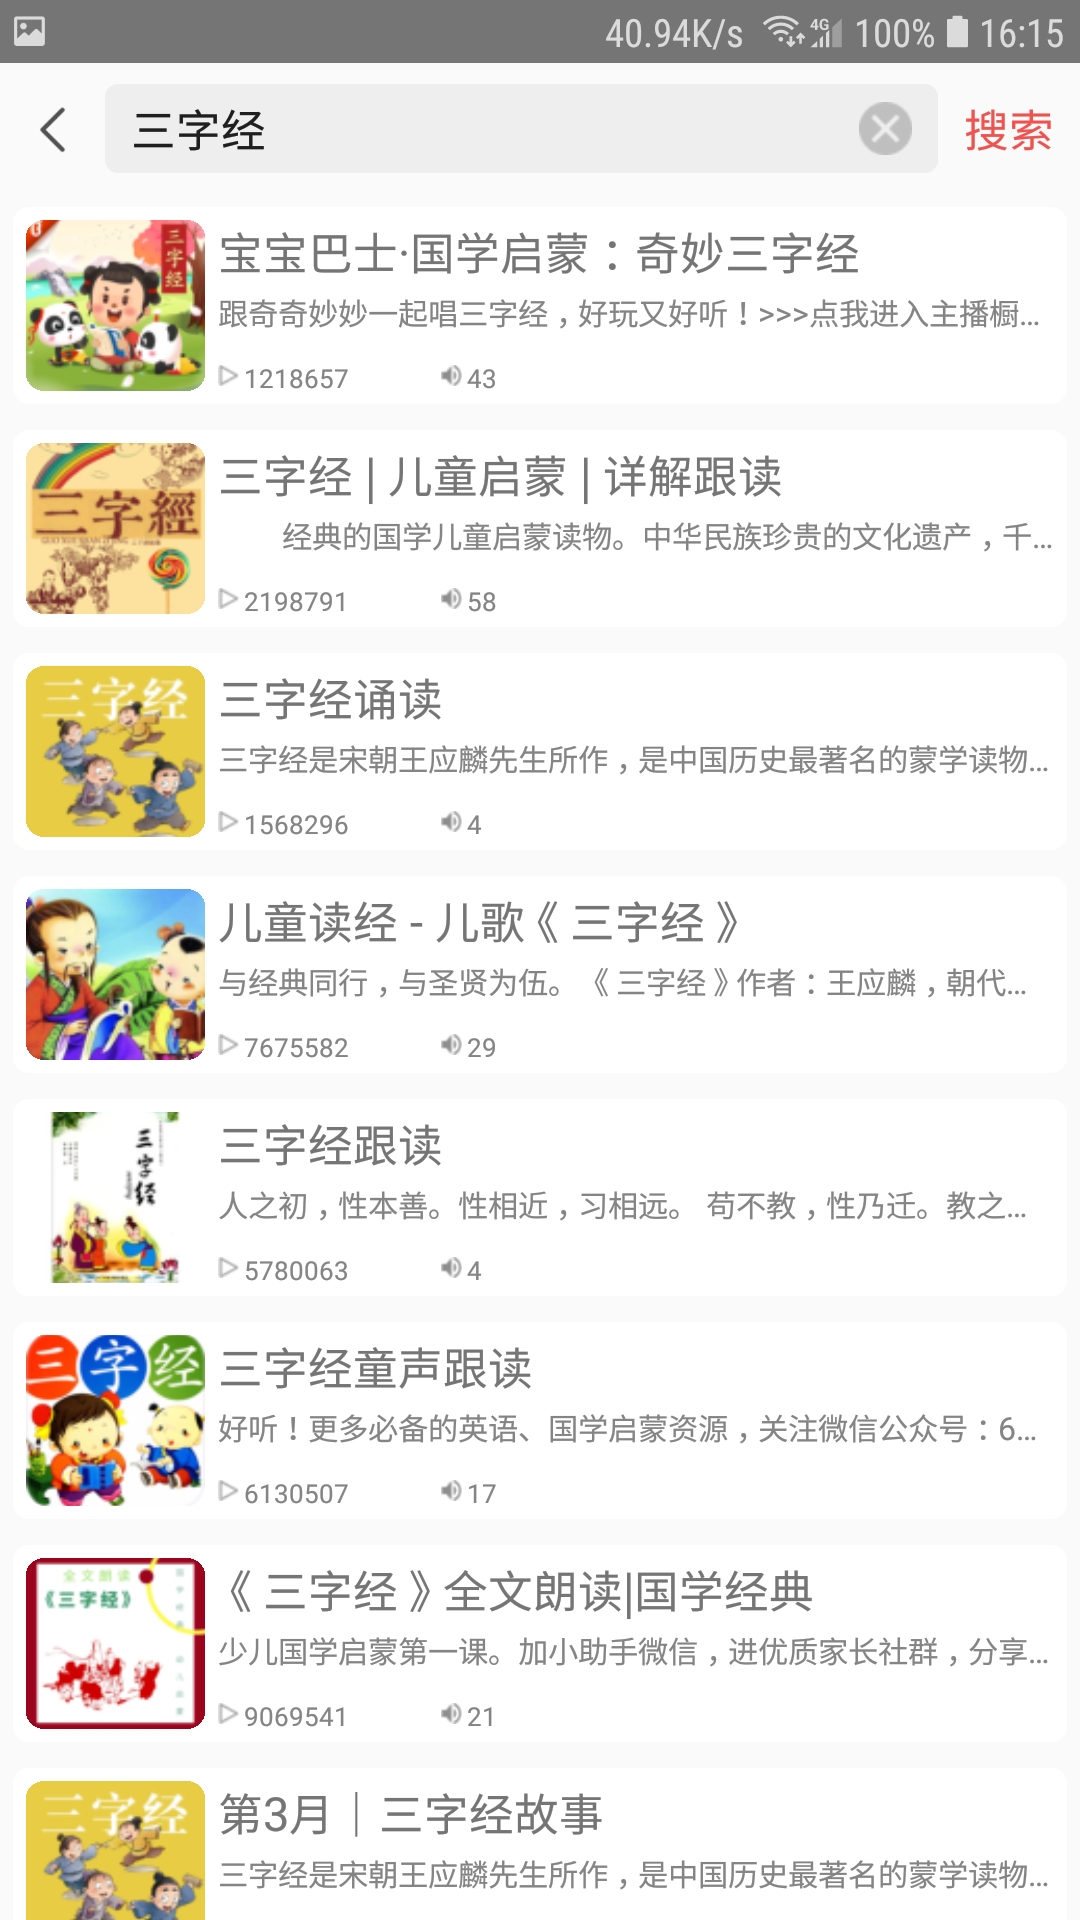 40.94K/s 4G 100% 16:15
三字经 搜索
三字经
宝宝巴士·国学启蒙：奇妙三字经
跟奇奇妙妙一起唱三字经，好玩又好听！>>>点我进入主播橱...
1218657 43
三字經
三字经 | 儿童启蒙 | 详解跟读
经典的国学儿童启蒙读物。中华民族珍贵的文化遗产，千...
2198791 58
三字经
三字经诵读
三字经是宋朝王应麟先生所作，是中国历史最著名的蒙学读物...
1568296 4
儿童读经 - 儿歌《 三字经 》
与经典同行，与圣贤为伍。 《 三字经 》作者：王应麟，朝代...
7675582 29
三字经
三字经跟读
人之初，性本善。性相近，习相远。 苟不教，性乃迁。教之...
5780063 4
三字经
三字经童声跟读
好听！更多必备的英语、国学启蒙资源，关注微信公众号：6...
6130507 17
全文朗读
《三字经》
《 三字经 》全文朗读|国学经典
少儿国学启蒙第一课。加小助手微信，进优质家长社群，分享...
9069541 21
三字经
第3月｜三字经故事
三字经是宋朝王应麟先生所作，是中国历史最著名的蒙学读物...